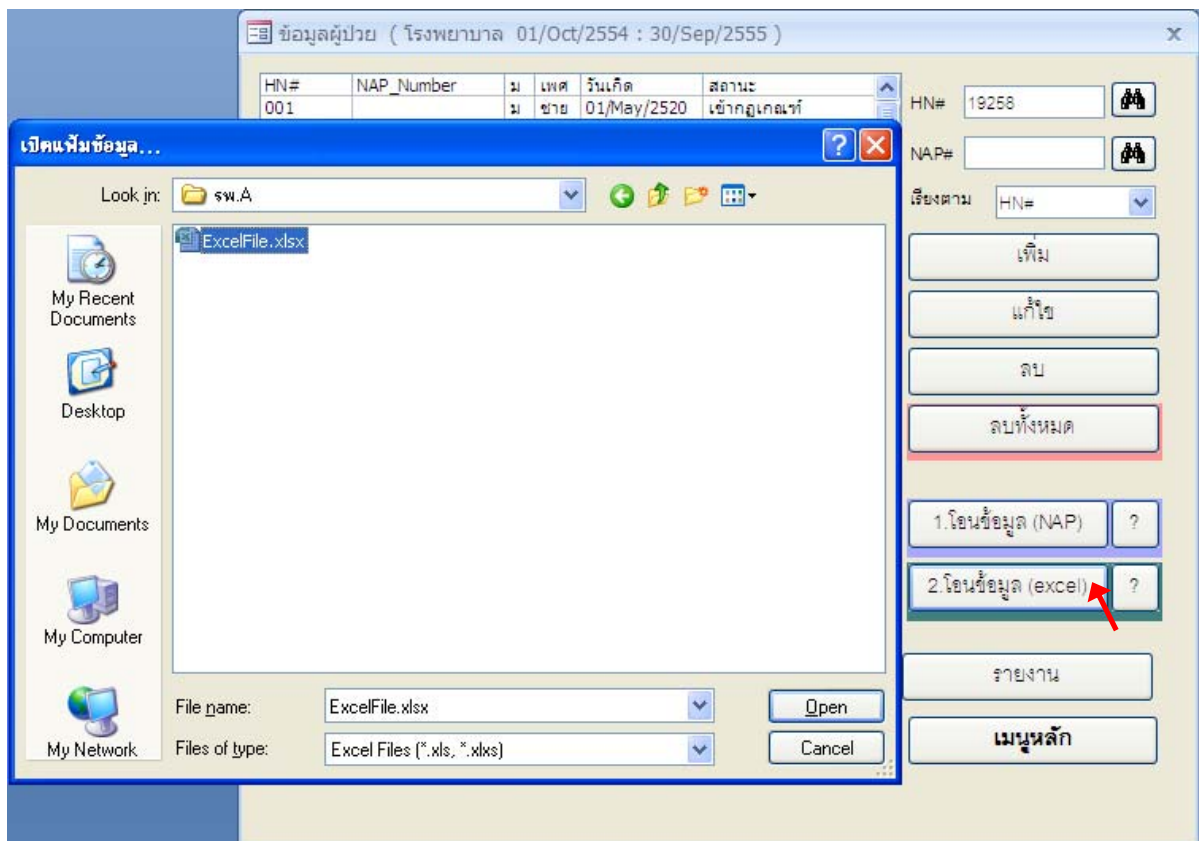 ข้อมูลผู้ป่วย ( โรงพยาบาล 01/Oct/2554 : 30/Sep/2555 )
x
HN# NAP_Number ม เพศ วันเกิด สถานะ
001 ม ชาย 01/May/2520 เข้ากฎเกณฑ์
HN# 19258
NAP#
เรียงตาม HN#
เพิ่ม
แก้ไข
ลบ
ลบทั้งหมด
1.โอนข้อมูล (NAP) ?
2.โอนข้อมูล (excel) ?
รายงาน
เมนูหลัก
เปิดแฟ้มข้อมูล...
Look in: รพ.A
ExcelFile.xlsx
My Recent
Documents
Desktop
My Documents
My Computer
My Network
File name: ExcelFile.xlsx Open
Files of type: Excel Files (*.xls, *.xlxs) Cancel